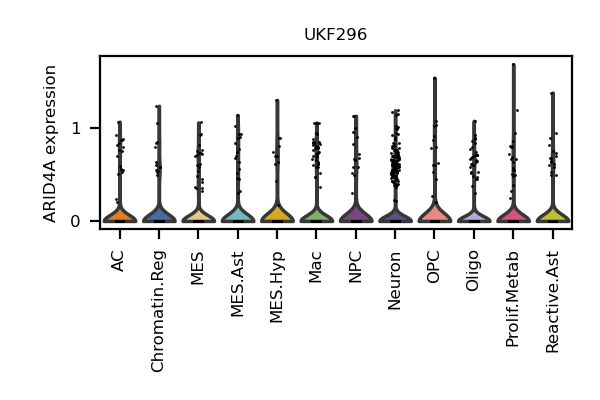 UKF296
ARID4A expression
1
0
AC
Chromatin.Reg
MES
MES.Ast
MES.Hyp
Mac
NPC
Neuron
OPC
Oligo
Prolif.Metab
Reactive.Ast